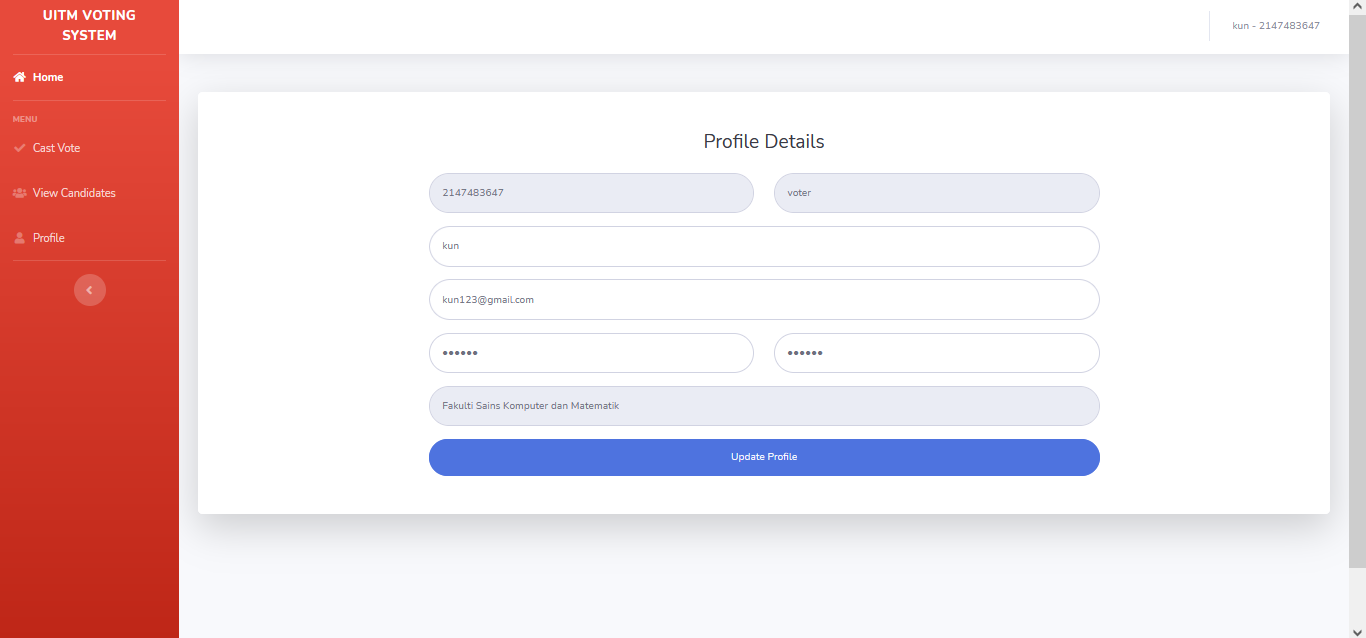 UITM VOTING
SYSTEM
Home
MENU
Cast Vote
View Candidates
Profile
kun - 2147483647
Profile Details
2147483647
voter
kun
kun123@gmail.com
••••••
••••••
Fakulti Sains Komputer dan Matematik
Update Profile